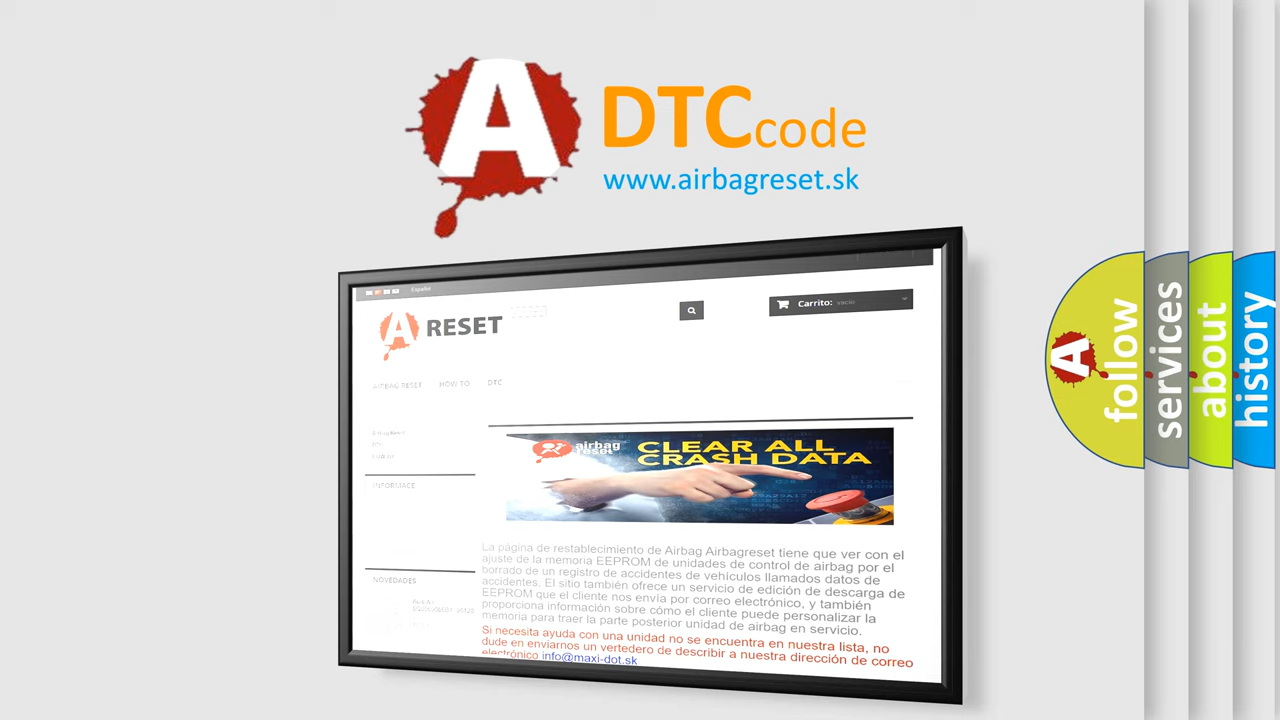 A
DTCcode
www.airbagreset.sk
Español
A RESET
Carrito: vacío
AIRBAG RESET HOW TO DTC
INFORMACE
airbag
reset
CLEAR ALL
CRASH DATA
La página de restablecimiento de Airbag Airbagreset tiene que ver con el
ajuste de la memoria EEPROM de unidades de control de airbag por el
borrado de un registro de accidentes de vehículos llamados datos de
accidentes. El sitio también ofrece un servicio de edición de descarga de
EEPROM que el cliente nos envía por correo electrónico, y también
proporciona información sobre cómo el cliente puede personalizar la
memoria para traer la parte posterior unidad de airbag en servicio.
Si necesita ayuda con una unidad no se encuentra en nuestra lista, no
dude en enviarnos un vertedero de describir a nuestra dirección de correo
electrónico info@maxi-dot.sk
NOVEDADES
A
follow
services
about
history